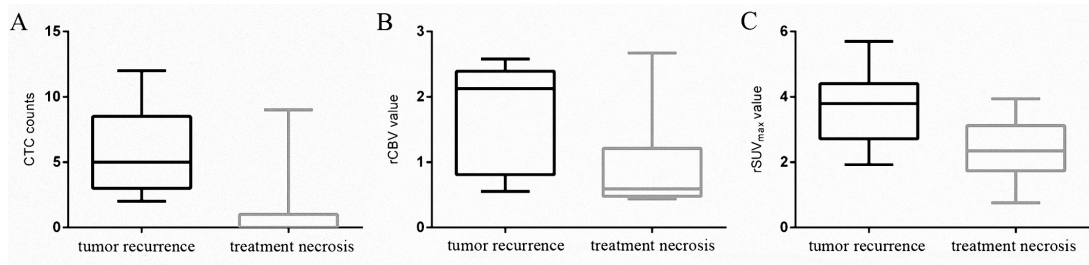 A
CTC counts
15
10
5
0
tumor recurrence
treatment necrosis
B
rCBV value
3
2
1
0
tumor recurrence
treatment necrosis
C
rSUVmax value
6
4
2
0
tumor recurrence
treatment necrosis